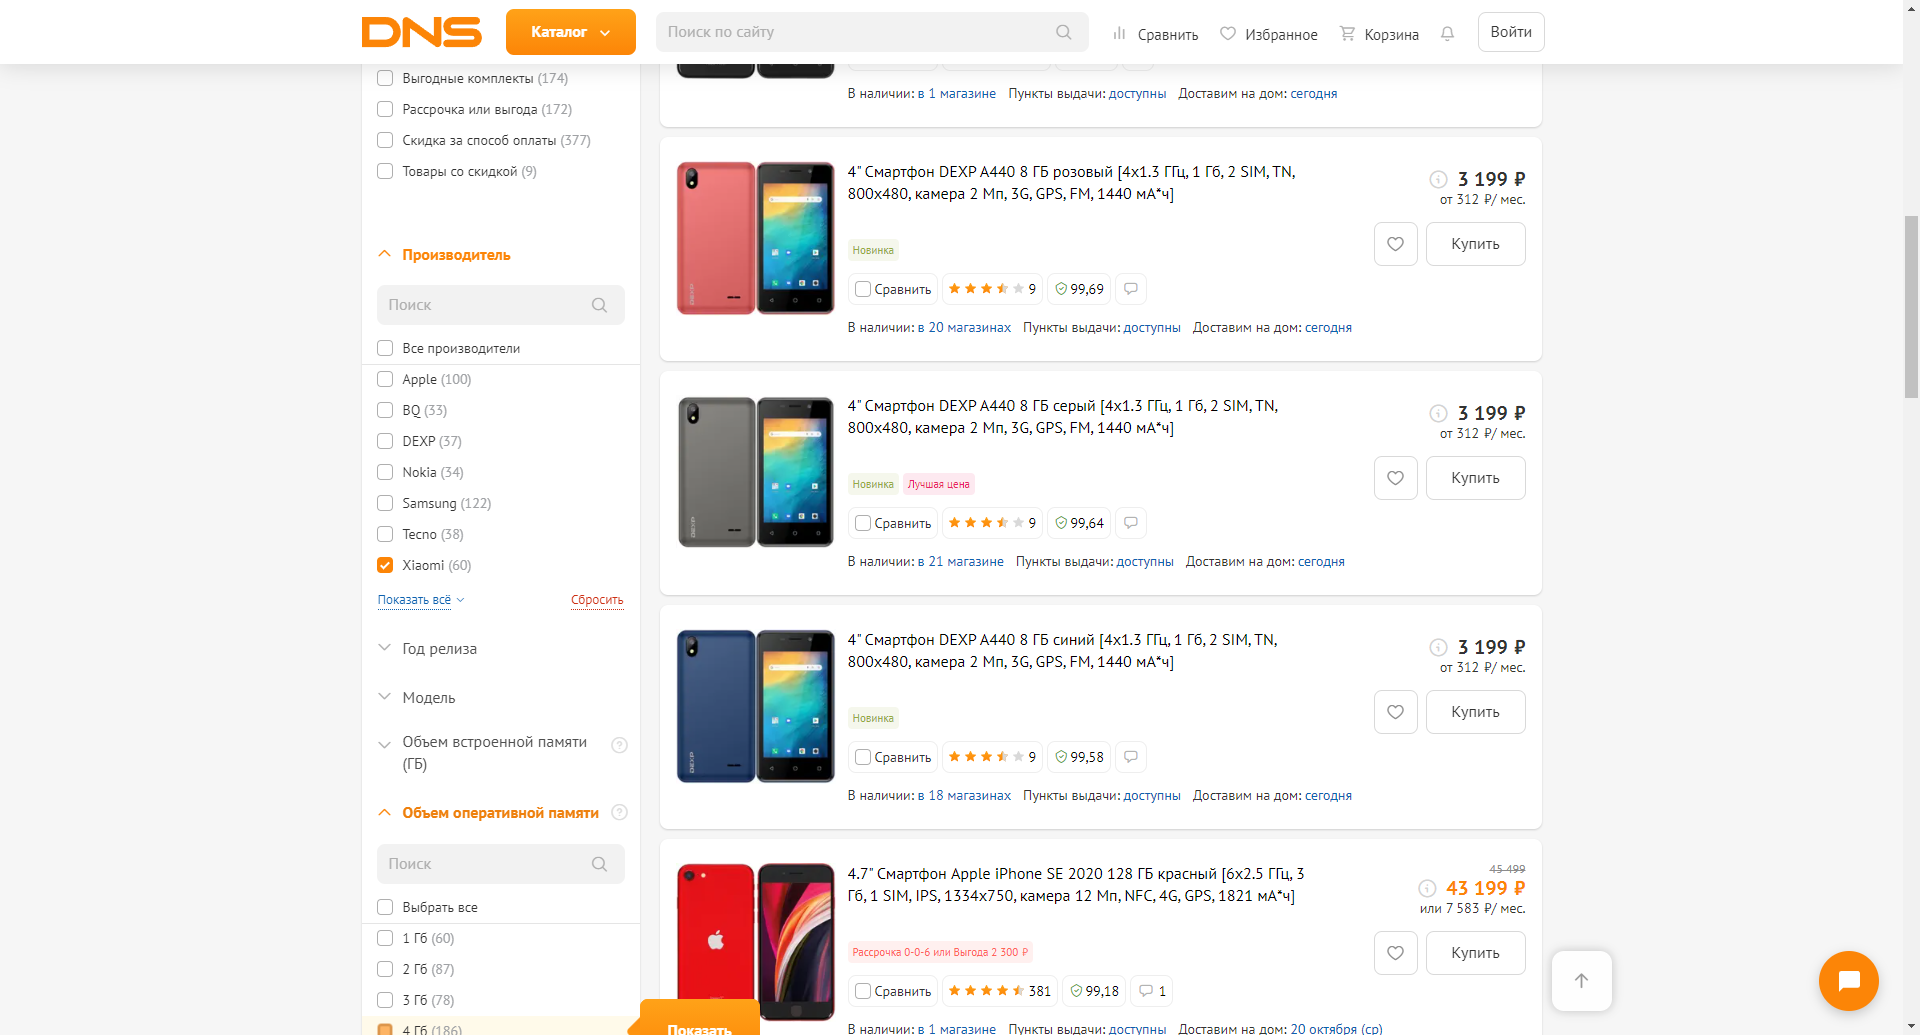 DNS
Каталог
Поиск по сайту
Сравнить
Избранное
Корзина
Войти
Выгодные комплекты (174)
Рассрочка или выгода (172)
Скидка за способ оплаты (377)
Товары со скидкой (9)
Производитель
Поиск
Все производители
Apple (100)
BQ (33)
DEXP (37)
Nokia (34)
Samsung (122)
Tecno (38)
Xiaomi (60)
Показать всё
Сбросить
Год релиза
Модель
Объем встроенной памяти
(ГБ)
Объем оперативной памяти
Поиск
Выбрать все
1 Гб (60)
2 Гб (87)
3 Гб (78)
4 Гб (186)
Показать
В наличии: в 1 магазине Пункты выдачи: доступны Доставим на дом: сегодня
4" Смартфон DEXP A440 8 ГБ розовый [4x1.3 ГГц, 1 Гб, 2 SIM, TN,
800x480, камера 2 Мп, 3G, GPS, FM, 1440 мА*ч]
3 199 ₽
от 312 ₽/ мес.
Купить
Новинка
Сравнить
9
99,69
В наличии: в 20 магазинах Пункты выдачи: доступны Доставим на дом: сегодня
DEXP
4" Смартфон DEXP A440 8 ГБ серый [4x1.3 ГГц, 1 Гб, 2 SIM, TN,
800x480, камера 2 Мп, 3G, GPS, FM, 1440 мА*ч]
3 199 ₽
от 312 ₽/ мес.
Купить
Новинка
Лучшая цена
Сравнить
9
99,64
В наличии: в 21 магазине Пункты выдачи: доступны Доставим на дом: сегодня
DEXP
4" Смартфон DEXP A440 8 ГБ синий [4x1.3 ГГц, 1 Гб, 2 SIM, TN,
800x480, камера 2 Мп, 3G, GPS, FM, 1440 мА*ч]
3 199 ₽
от 312 ₽/ мес.
Купить
Новинка
Сравнить
9
99,58
В наличии: в 18 магазинах Пункты выдачи: доступны Доставим на дом: сегодня
DEXP
4.7" Смартфон Apple iPhone SE 2020 128 ГБ красный [6x2.5 ГГц, 3
Гб, 1 SIM, IPS, 1334x750, камера 12 Мп, NFC, 4G, GPS, 1821 мА*ч]
45 499
43 199 ₽
или 7 583 ₽/ мес.
Купить
Рассрочка 0-0-6 или Выгода 2 300 ₽
Сравнить
381
99,18
1
В наличии: в 1 магазине Пункты выдачи: доступны Доставим на дом: 20 октября (ср)